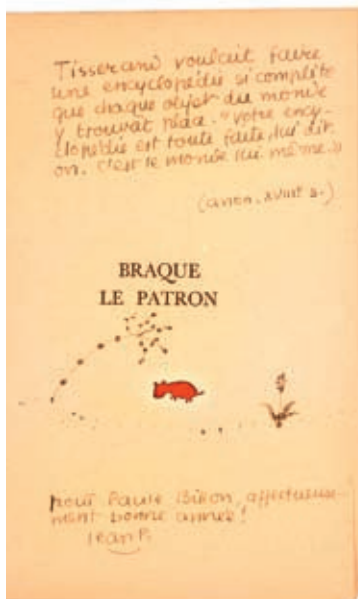 Tisserand voulait faire
une encyclopédie si complète
que chaque objet du monde
y trouvât place. "Votre ency-
clopédie est toute faite, lui dit
on. C'est le monde lui même."
(anon. XVIIIe s.)
BRAQUE
LE PATRON
pour Paule Billon, affectueuse-
ment bonne année!
Jean P.